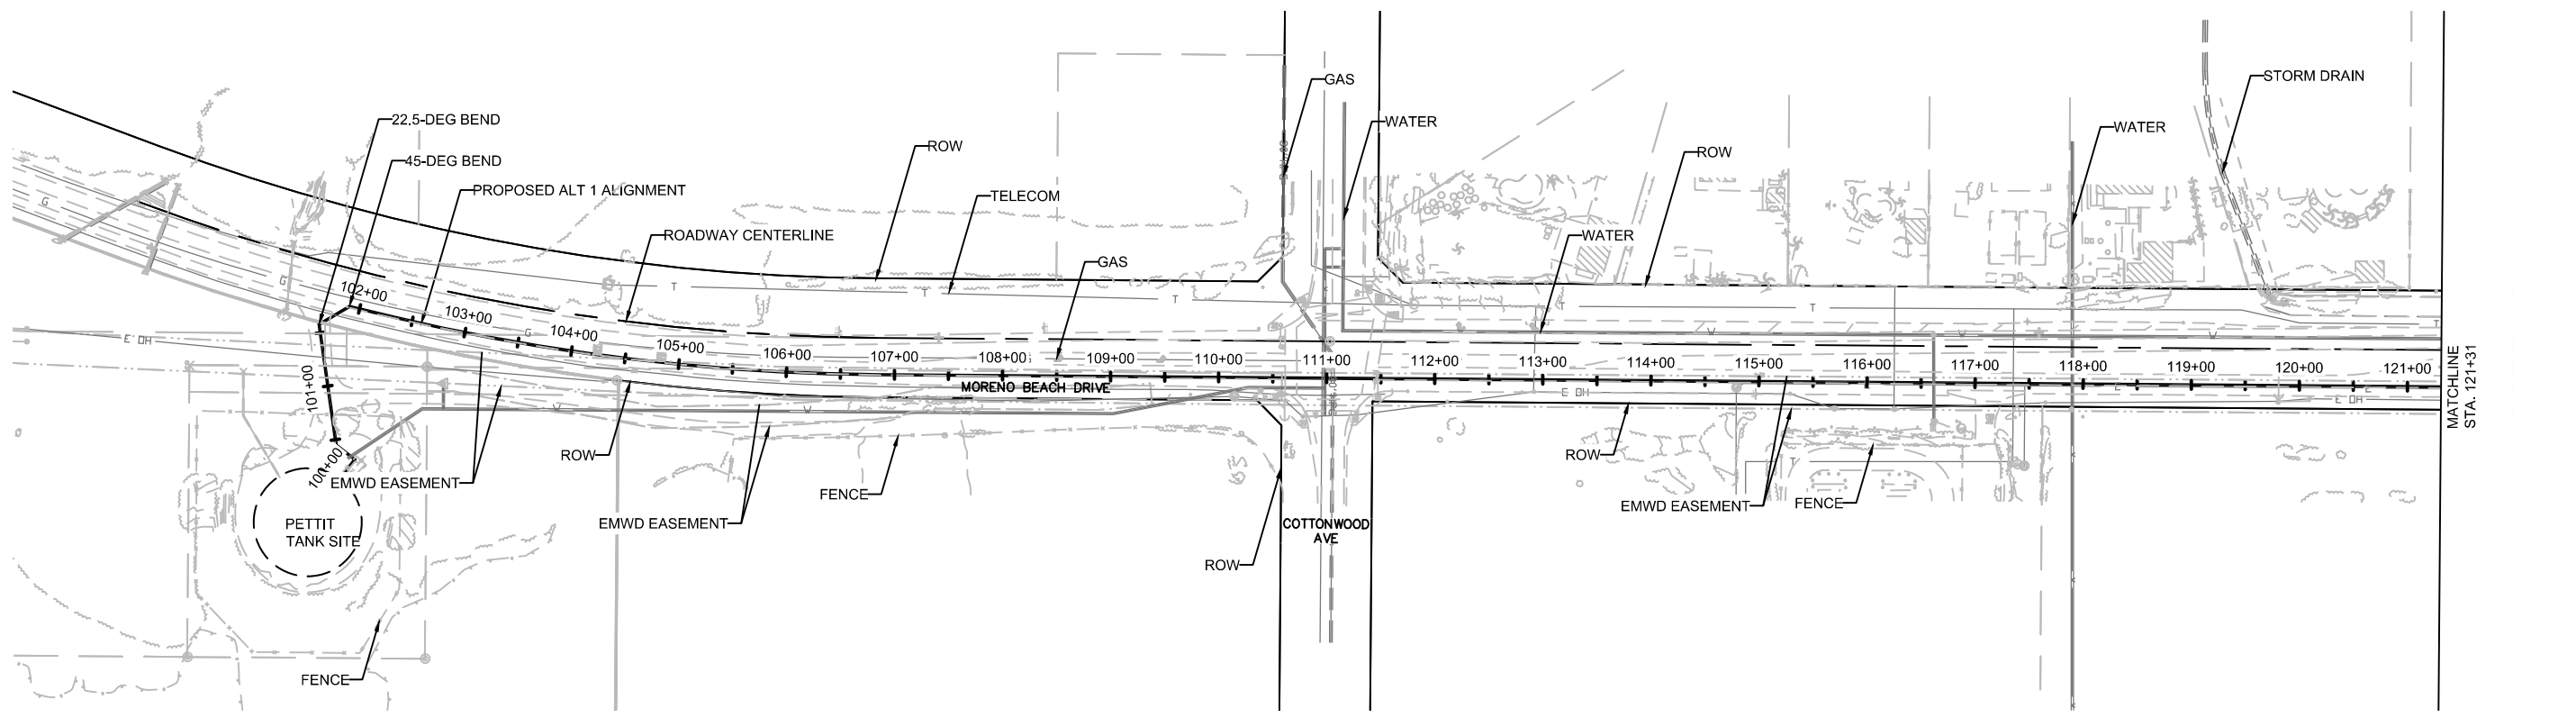 GAS
STORM DRAIN
22.5-DEG BEND
WATER
WATER
45-DEG BEND
ROW
ROW
PROPOSED ALT 1 ALIGNMENT
TELECOM
G
ROADWAY CENTERLINE
WATER
GAS
G
T
T
T
T
T
102+00
103+00
104+00
105+00
106+00
107+00
108+00
109+00
110+00
111+00
112+00
113+00
114+00
115+00
116+00
117+00
118+00
119+00
120+00
121+00
G
W
W
W
E OH
MORENO BEACH DRIVE
E OH
E
E OH
MATCHLINE
STA. 121+31
101+00
100+00
W
W
ROW
ROW
T
EMWD EASEMENT
FENCE
EMWD EASEMENT
FENCE
EMWD EASEMENT
PETTIT
TANK SITE
COTTONWOOD
AVE
ROW
FENCE